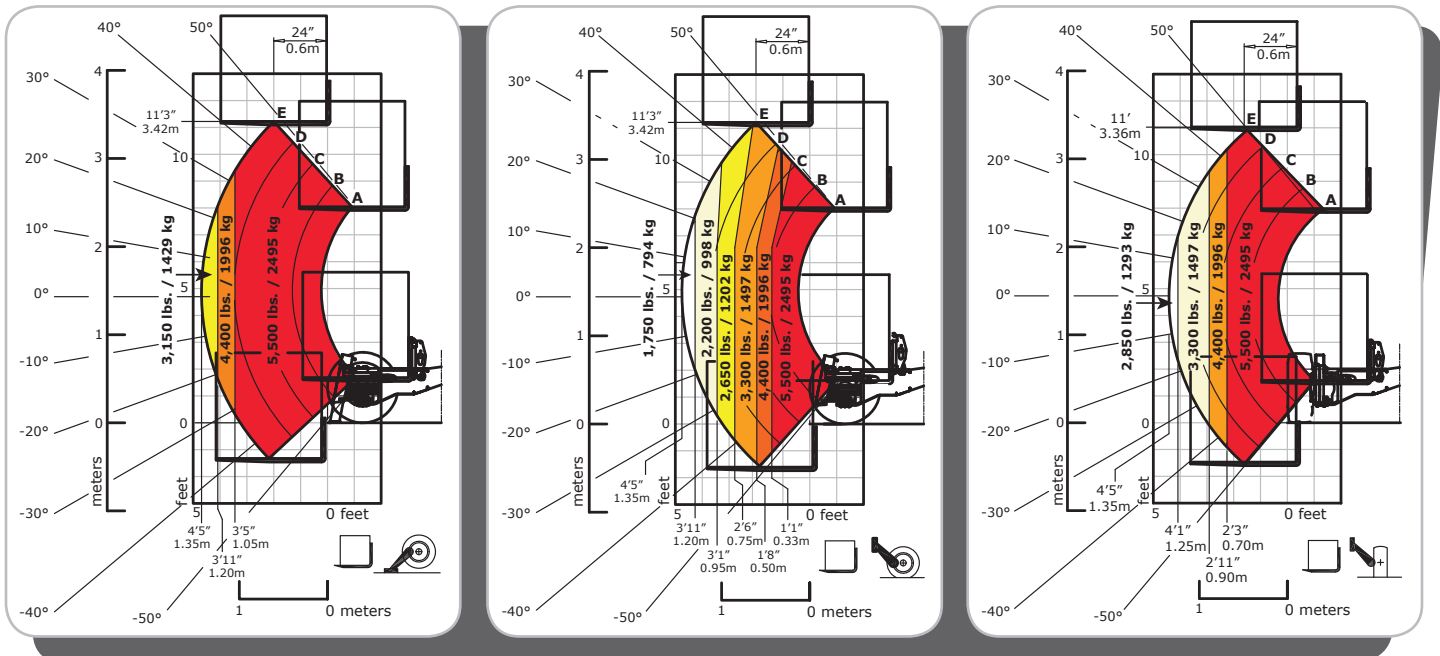 40°
50°
24”
0.6m
30°
4
11’3”
3.42m
E
D
C
B
A
20°
3
10
10°
2
3,150 lbs. / 1429 kg
4,400 lbs. / 1996 kg
5,500 lbs. / 2495 kg
0°
5
1
-10°
-20°
0
0
meters
feet
-30°
5
0 feet
4’5”
1.35m
3’5”
1.05m
3’11”
1.20m
-40°
-50°
1
0 meters
40°
50°
24”
0.6m
30°
4
11’3”
3.42m
E
D
C
B
A
20°
3
10
10°
2
1,750 lbs. / 794 kg
2,200 lbs. / 998 kg
2,650 lbs. / 1202 kg
3,300 lbs. / 1497 kg
4,400 lbs. / 1996 kg
5,500 lbs. / 2495 kg
0°
5
1
-10°
-20°
0
0
meters
feet
4’5”
1.35m
-30°
5
0 feet
3’11”
1.20m
2’6”
0.75m
1’1”
0.33m
3’1”
0.95m
1’8”
0.50m
-40°
-50°
1
0 meters
40°
50°
24”
0.6m
30°
4
11’
3.36m
E
D
C
B
A
20°
3
10
10°
2
2,850 lbs. / 1293 kg
3,300 lbs. / 1497 kg
4,400 lbs. / 1996 kg
5,500 lbs. / 2495 kg
0°
5
1
-10°
-20°
0
0
meters
feet
4’5”
1.35m
-30°
5
0 feet
4’1”
1.25m
2’3”
0.70m
2’11”
0.90m
-40°
-50°
1
0 meters